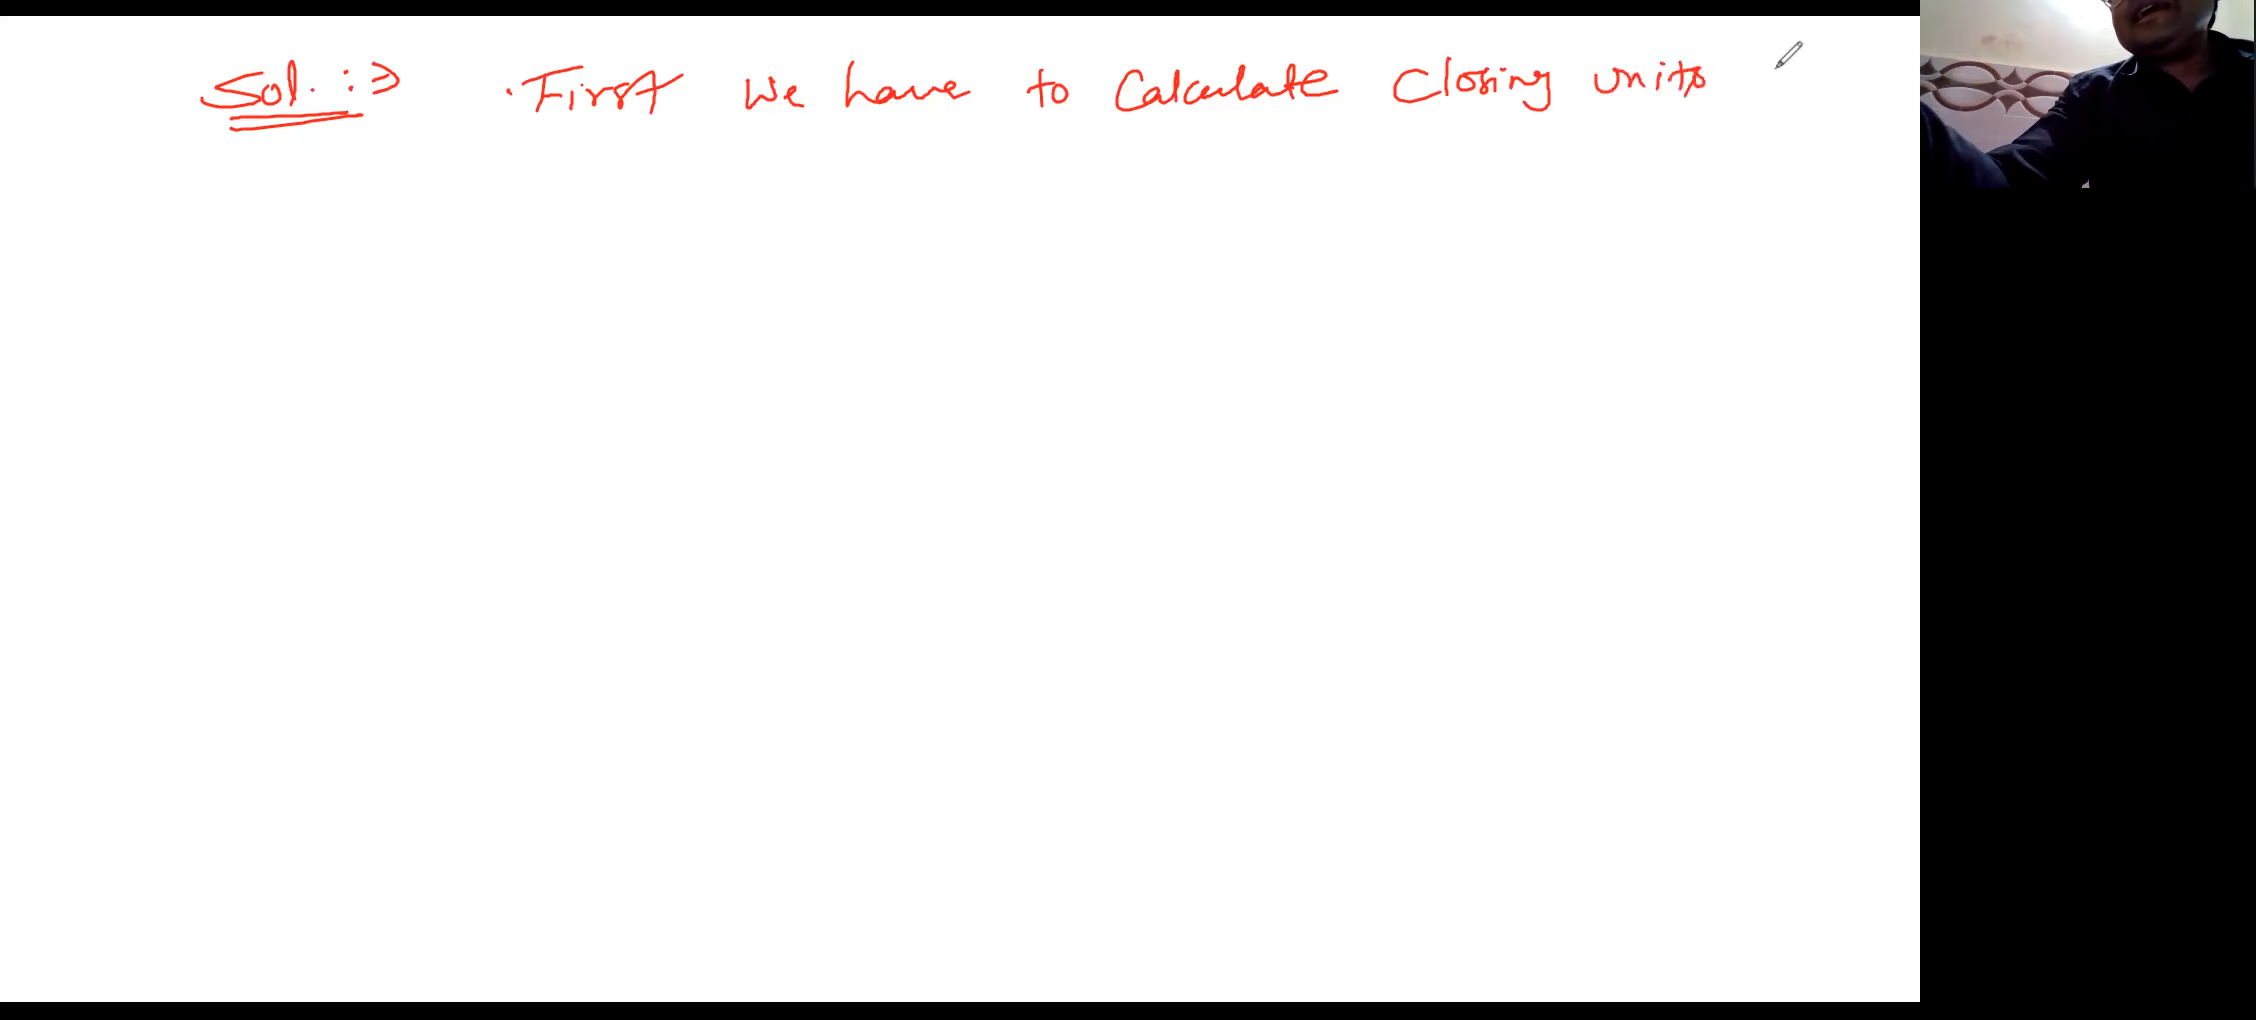 Sol. :⇒ .First we have to Calculate Closing units